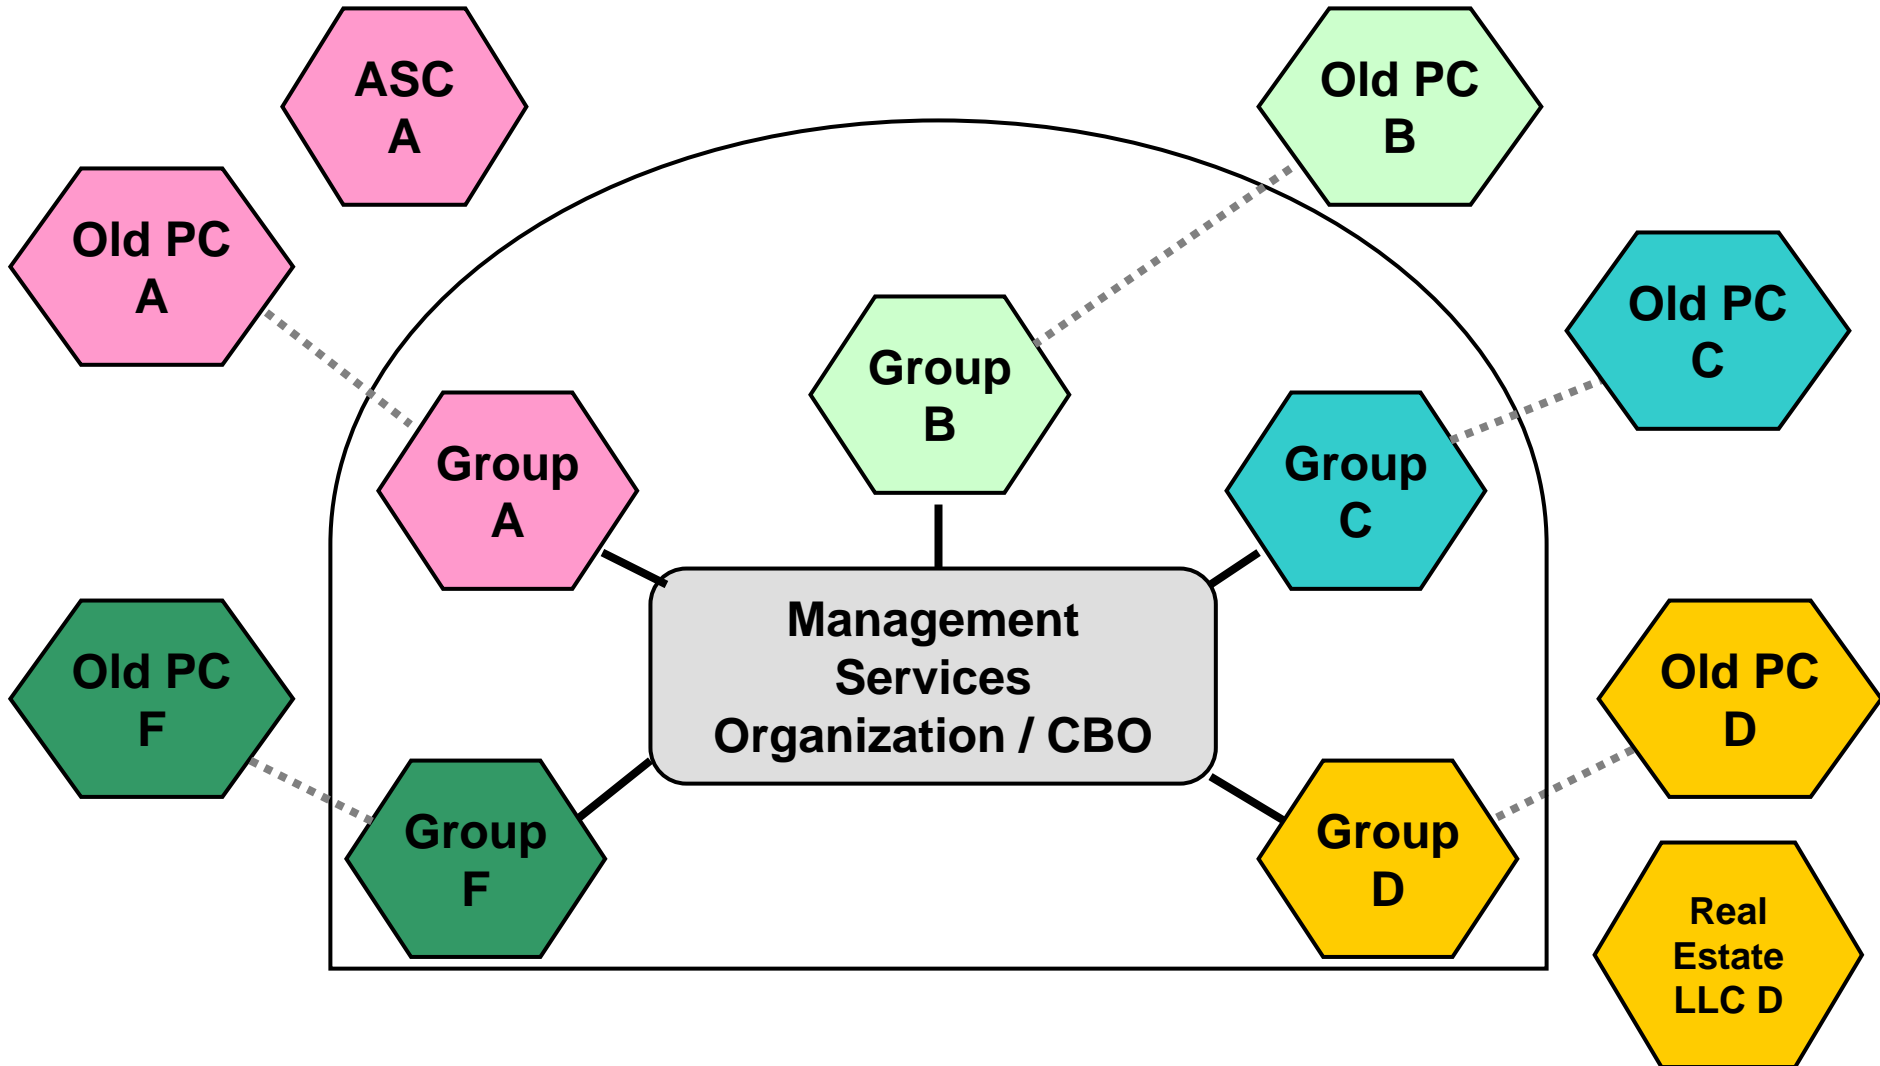 ASC
A
Old PC
B
Old PC
A
Old PC
C
Group
B
Group
A
Group
C
Management
Services
Organization / CBO
Old PC
F
Old PC
D
Group
F
Group
D
Real
Estate
LLC D